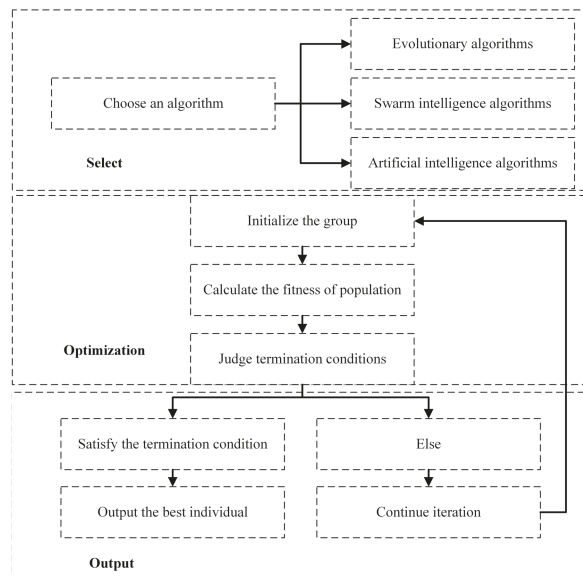 Evolutionary algorithms
Choose an algorithm
Swarm intelligence algorithms
Select
Artificial intelligence algorithms
Initialize the group
Calculate the fitness of population
Optimization
Judge termination conditions
Satisfy the termination condition
Else
Output the best individual
Continue iteration
Output